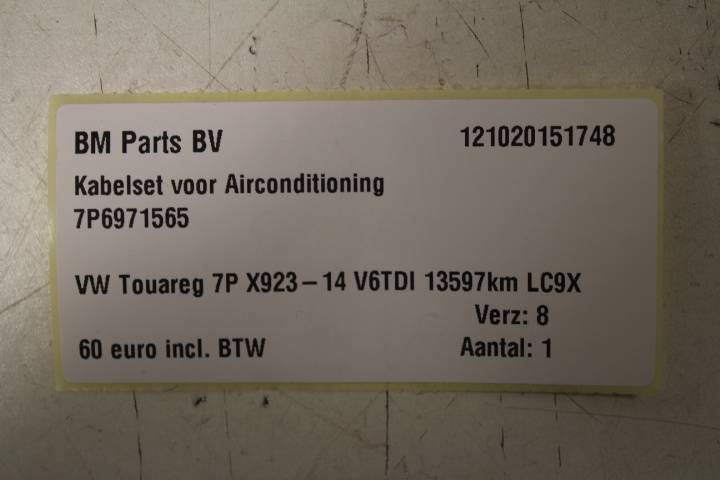 BM Parts BV 121020151748
Kabelset voor Airconditioning
7P6971565
VW Touareg 7P X923-14 V6TDI 13597km LC9X
Verz: 8
60 euro incl. BTW Aantal: 1